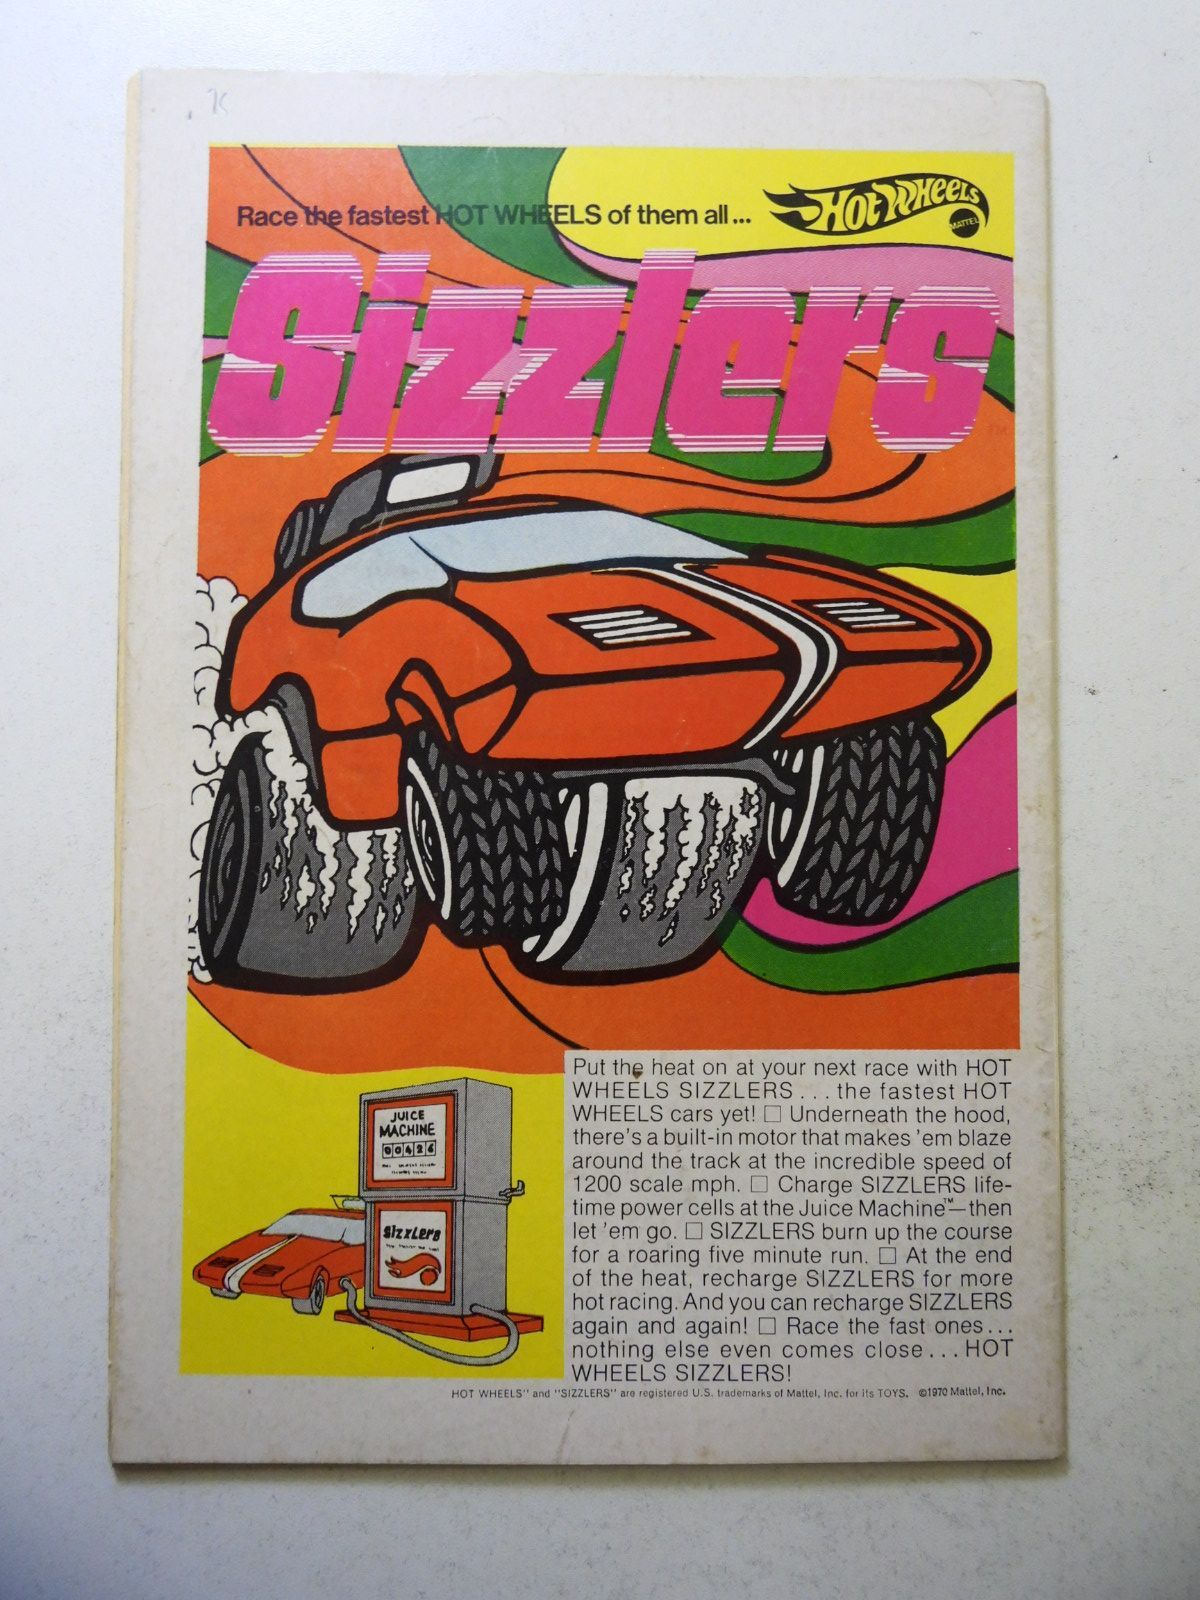 Race the fastest HOT WHEELS of them all...
Hot Wheels
MATTEL
Sizzlers
TM
JUICE
MACHINE
00426
Sizzlers
Put the heat on at your next race with HOT
WHEELS SIZZLERS... the fastest HOT
WHEELS cars yet! □ Underneath the hood,
there's a built-in motor that makes 'em blaze
around the track at the incredible speed of
1200 scale mph. □ Charge SIZZLERS life-
time power cells at the Juice Machine™—then
let 'em go. □ SIZZLERS burn up the course
for a roaring five minute run. □ At the end
of the heat, recharge SIZZLERS for more
hot racing. And you can recharge SIZZLERS
again and again! □ Race the fast ones...
nothing else even comes close...HOT
WHEELS SIZZLERS!
HOT WHEELS" and "SIZZLERS" are registered U.S. trademarks of Mattel, Inc. for its TOYS. ©1970 Mattel, Inc.